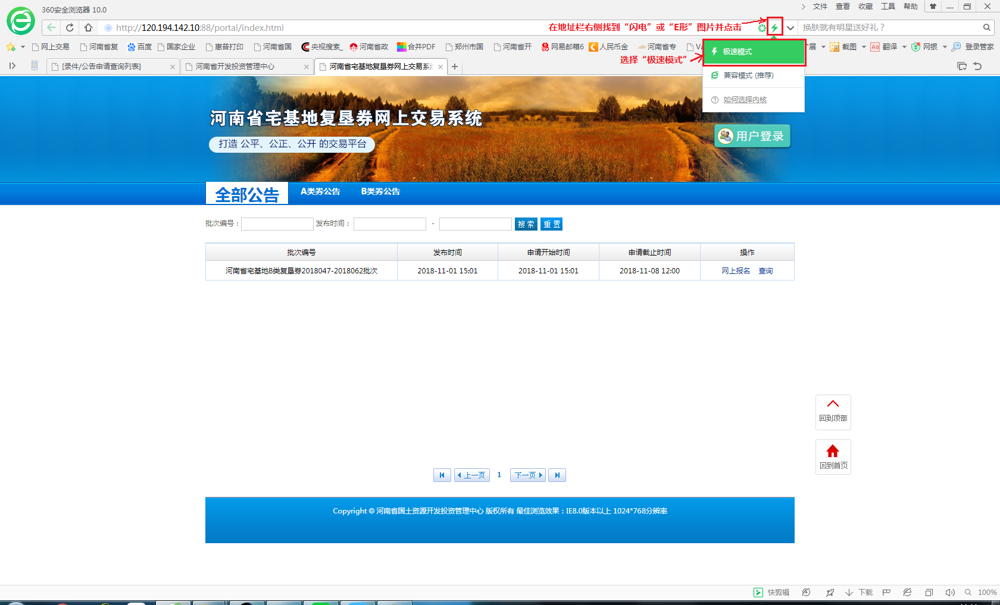 360安全浏览器 10.0
文件 查看 收藏 工具 帮助
http://120.194.142.10:88/portal/index.html
在地址栏右侧找到“闪电”或“E形”图片并点击
换肤就有明星送好礼？
网上交易 河南省复 百度 国家企业 惠普打印 河南省国 央视搜索_ 河南省政 合并PDF 郑州市国 河南省开 网易邮箱6 人民币金 河南省专 Va 展 截图 Aa 翻译 网银 登录管家
选择“极速模式”
极速模式
兼容模式 (推荐)
如何选择内核
[录件/公告申请查询列表] 河南省开发投资管理中心 河南省宅基地复垦券网上交易系统
河南省宅基地复垦券网上交易系统
打造 公平、公正、公开 的交易平台
用户登录
全部公告 A类券公告 B类券公告
批次编号： 发布时间： - 搜 索 重 置
批次编号 发布时间 申请开始时间 申请截止时间 操作
河南省宅基地B类复垦券2018047-2018062批次 2018-11-01 15:01 2018-11-01 15:01 2018-11-08 12:00 网上报名 查询
回到顶部
回到首页
上一页 1 下一页
Copyright © 河南省国土资源开发投资管理中心 版权所有 最佳浏览效果：IE8.0版本以上 1024*768分辨率
快剪辑 下载 100%